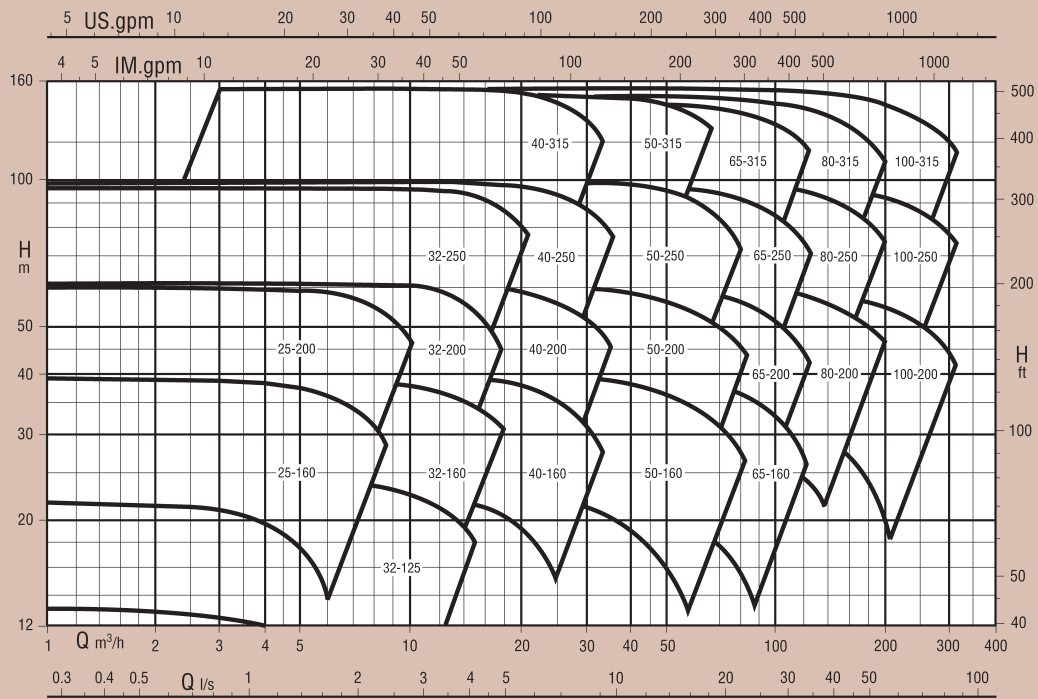 5 US.gpm 10 20 30 40 50 100 200 300 400 500 1000
4 5 IM.gpm 10 20 30 40 50 100 200 300 400 500 1000
160 500
40-315 50-315 65-315 80-315 100-315 400
100 300
H
m
32-250 40-250 50-250 65-250 80-250 100-250
200
50
25-200 32-200 40-200 50-200 H
ft
40 65-200 80-200 100-200
30 100
25-160 32-160 40-160 50-160 65-160
20
32-125 50
12 40
1 Q m³/h 2 3 4 5 10 20 30 40 50 100 200 300 400
0.3 0.4 0.5 Q l/s 1 2 3 4 5 10 20 30 40 50 100